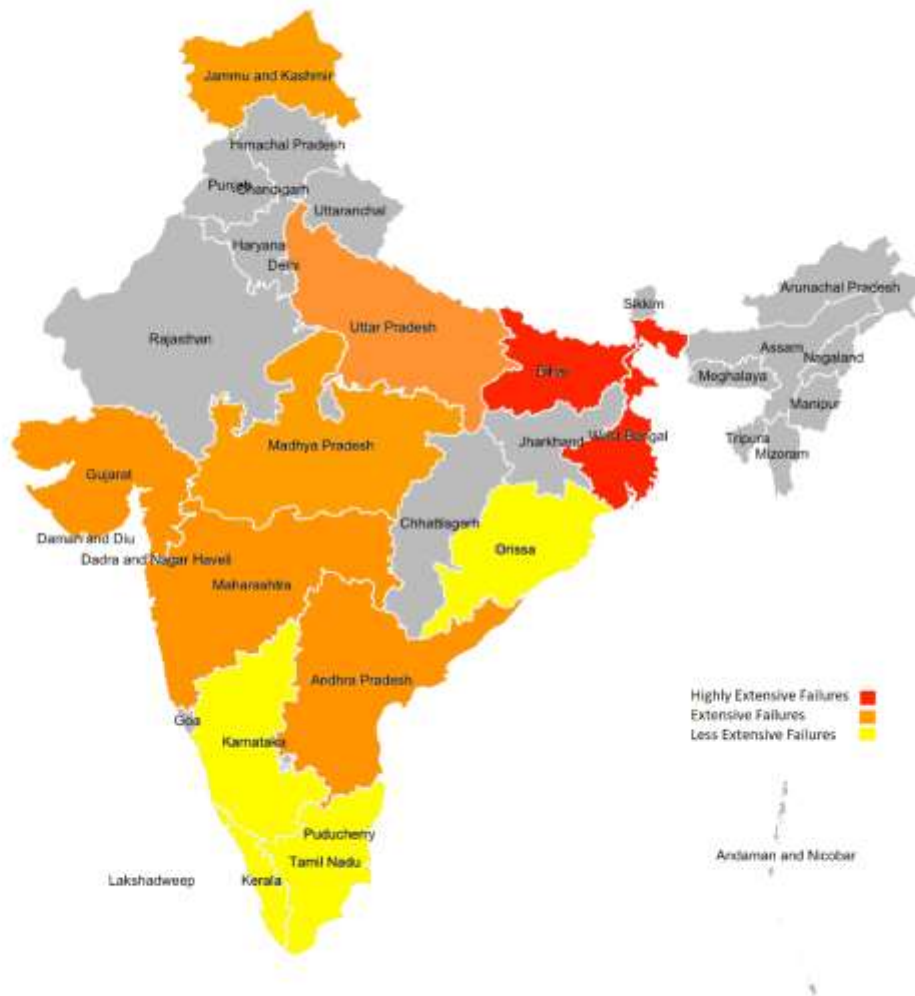 Jammu and Kashmir
Himachal Pradesh
Punjab
Chandigarh
Uttaranchal
Haryana
Delhi
Arunachal Pradesh
Sikkim
Uttar Pradesh
Rajasthan
Assam
Nagaland
Bihar
Meghalaya
Manipur
Jharkhand
West Bengal
Tripura
Mizoram
Madhya Pradesh
Gujarat
Chhattisgarh
Daman and Diu
Orissa
Dadra and Nagar Haveli
Maharashtra
Andhra Pradesh
Highly Extensive Failures
Extensive Failures
Less Extensive Failures
Goa
Karnataka
Puducherry
Tamil Nadu
Andaman and Nicobar
Lakshadweep
Kerala